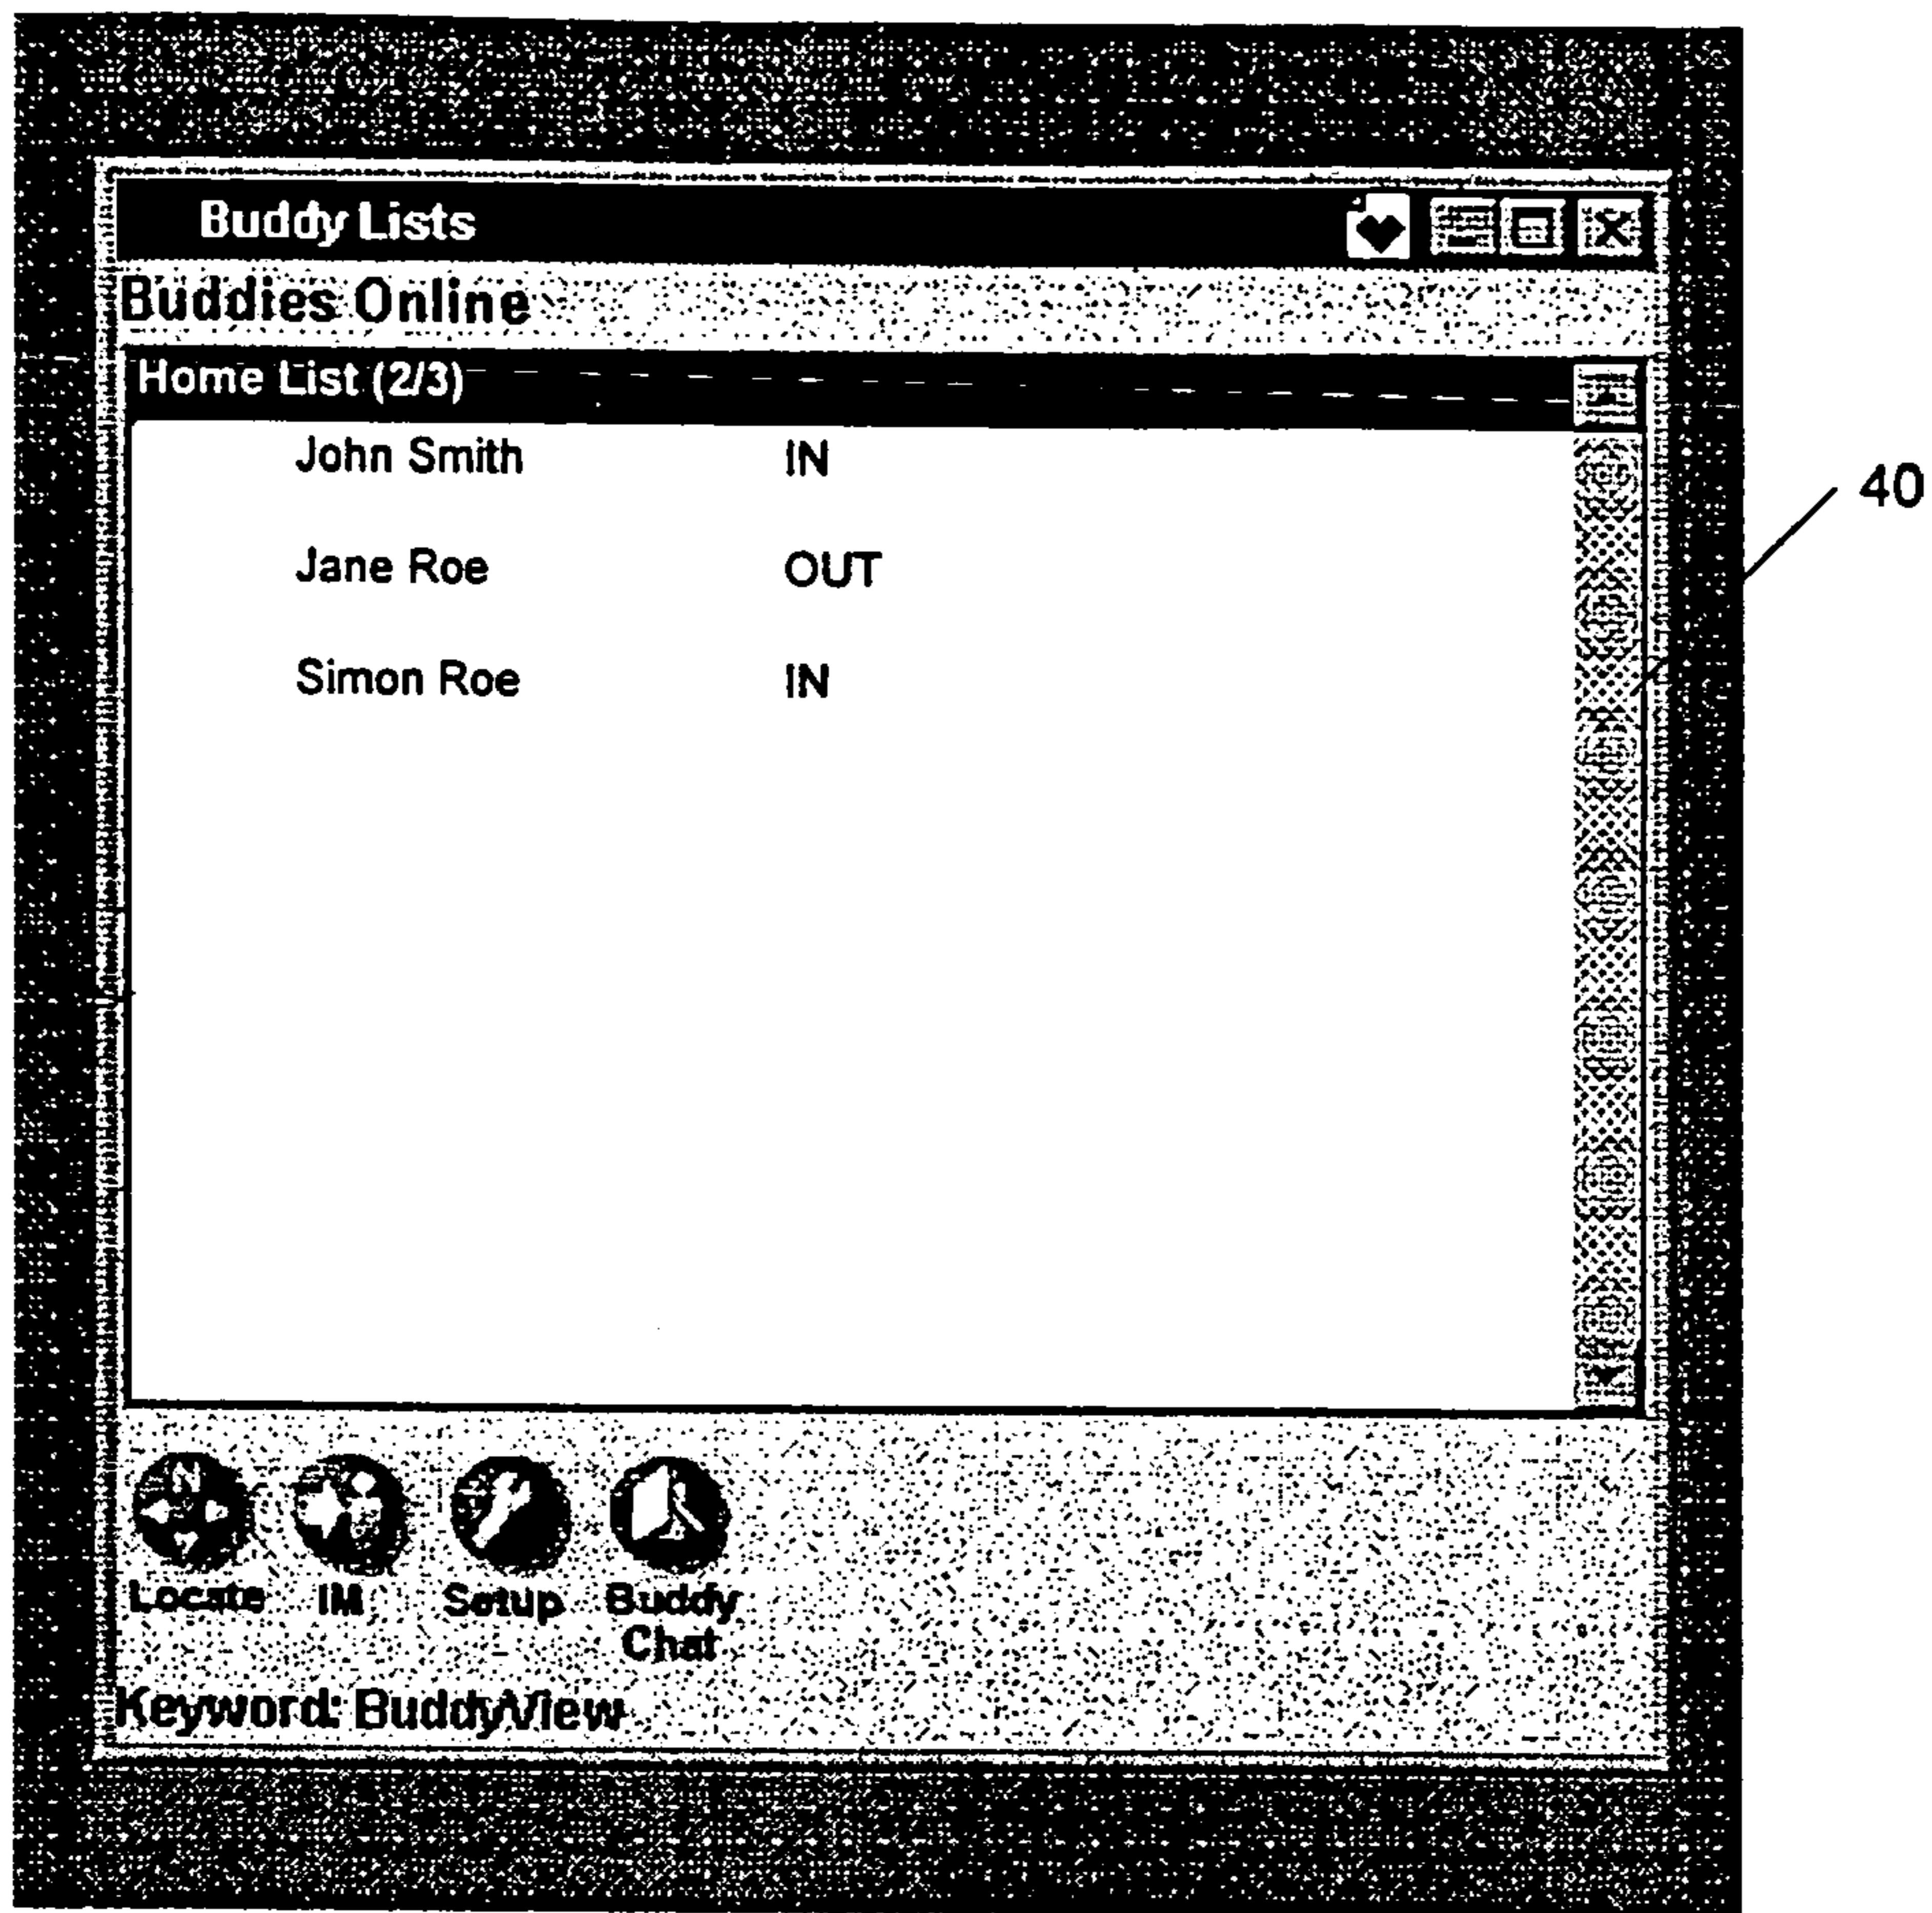 Buddy Lists
Buddies Online
Home List (2/3)
John Smith IN
40
Jane Roe OUT
Simon Roe IN
N
Locate IM Setup Buddy Chat
Keyword: BuddyView